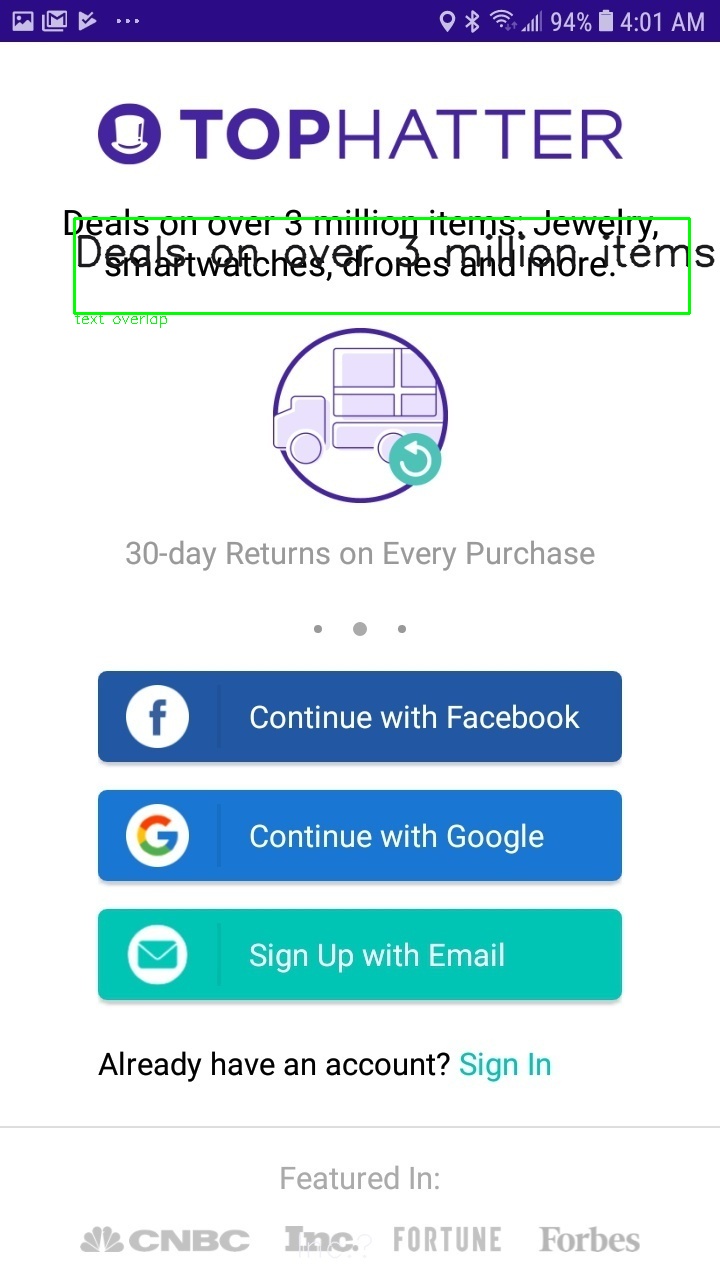 94% 4:01 AM
TOPHATTER
Deals on over 3 million items: Jewelry,
Deals on over 3 million items
smartwatches, drones and more.
text overlap
30-day Returns on Every Purchase
Continue with Facebook
Continue with Google
Sign Up with Email
Already have an account? Sign In
Featured In:
CNBC Inc. FORTUNE Forbes